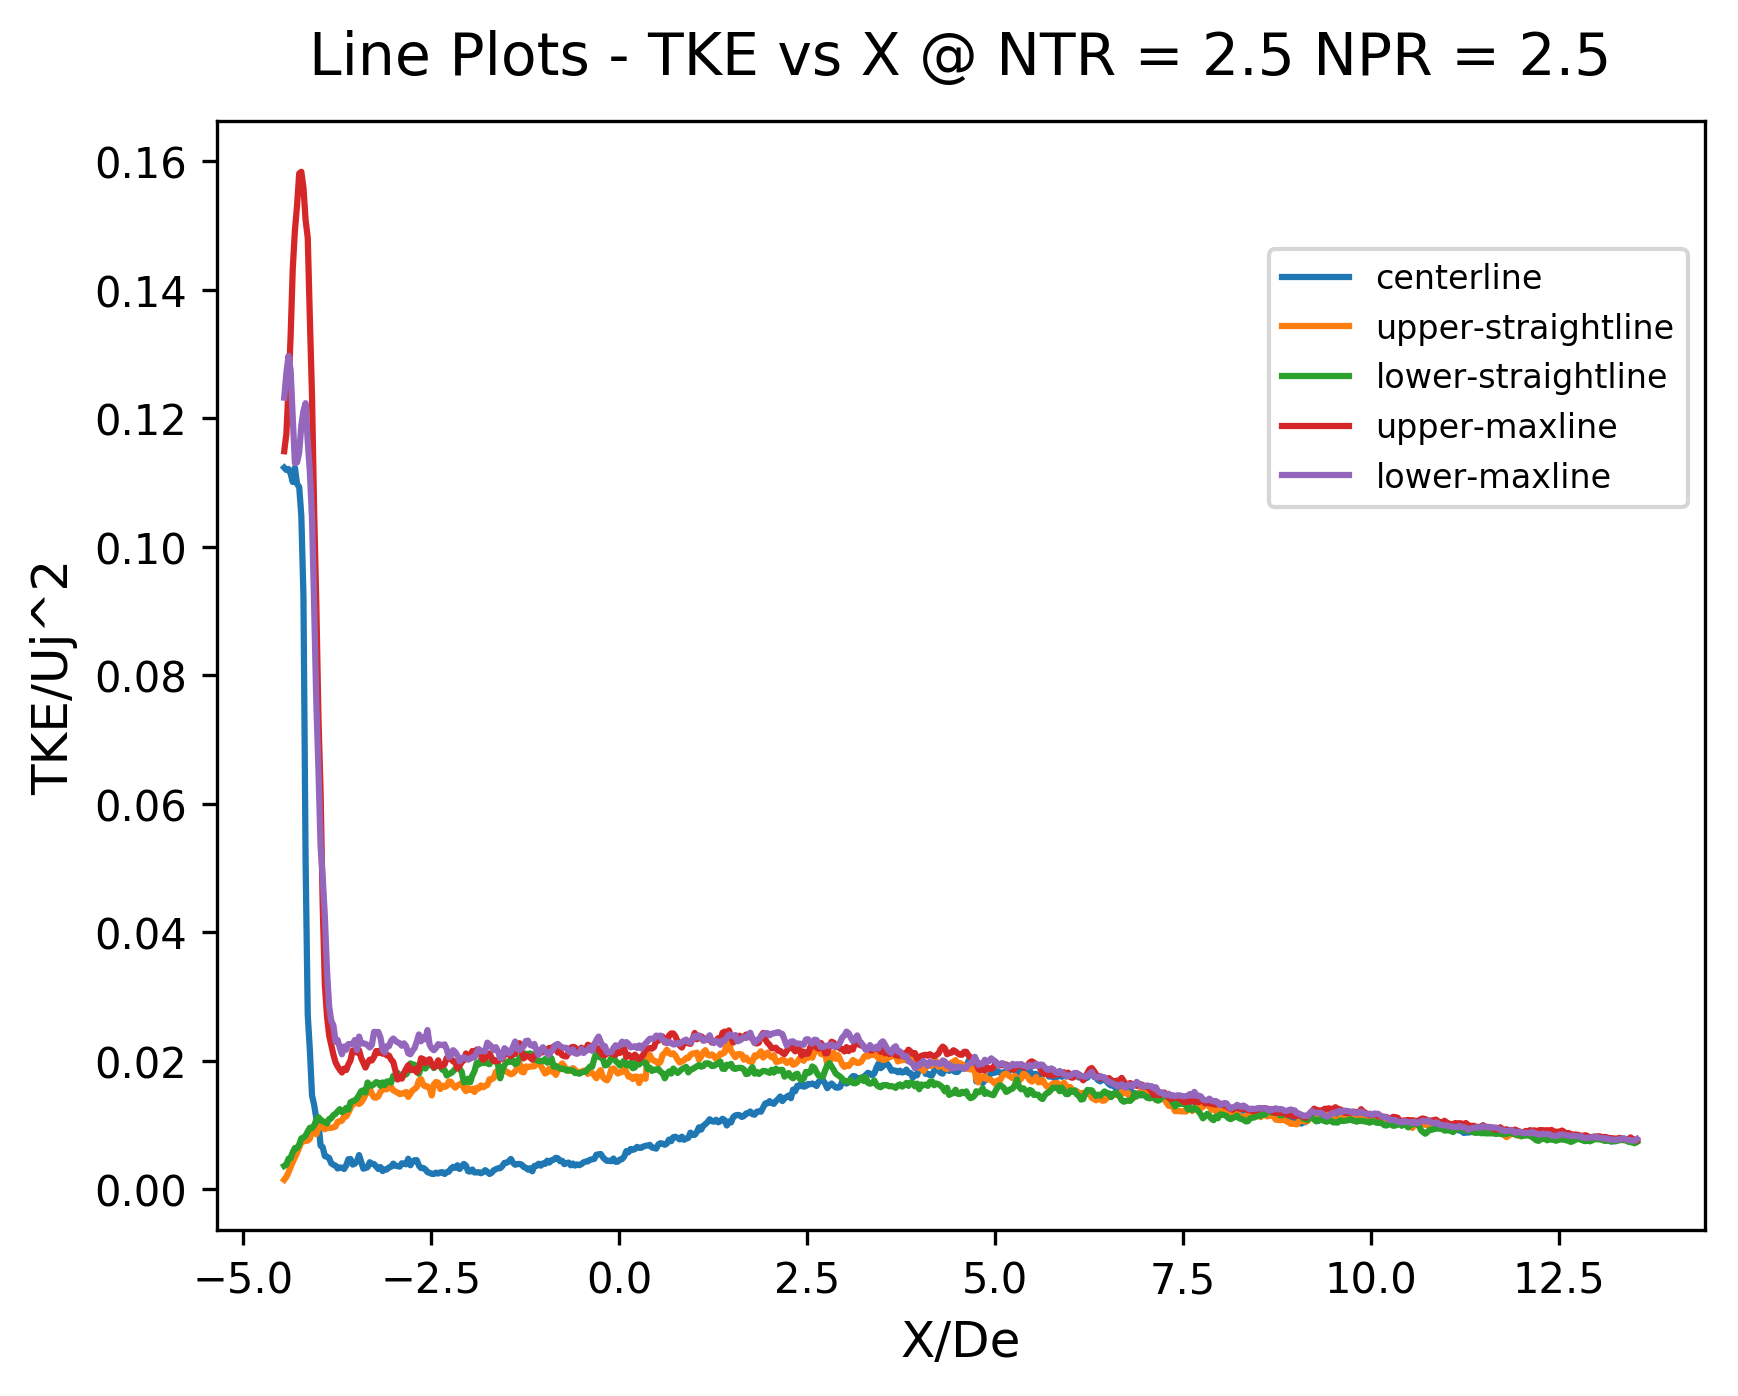 Line Plots - TKE vs X @ NTR = 2.5 NPR = 2.5
0.16
0.14
0.12
0.10
0.08
0.06
0.04
0.02
0.00
TKE/Uj^2
centerline
upper-straightline
lower-straightline
upper-maxline
lower-maxline
−5.0 −2.5 0.0 2.5 5.0 7.5 10.0 12.5
X/De